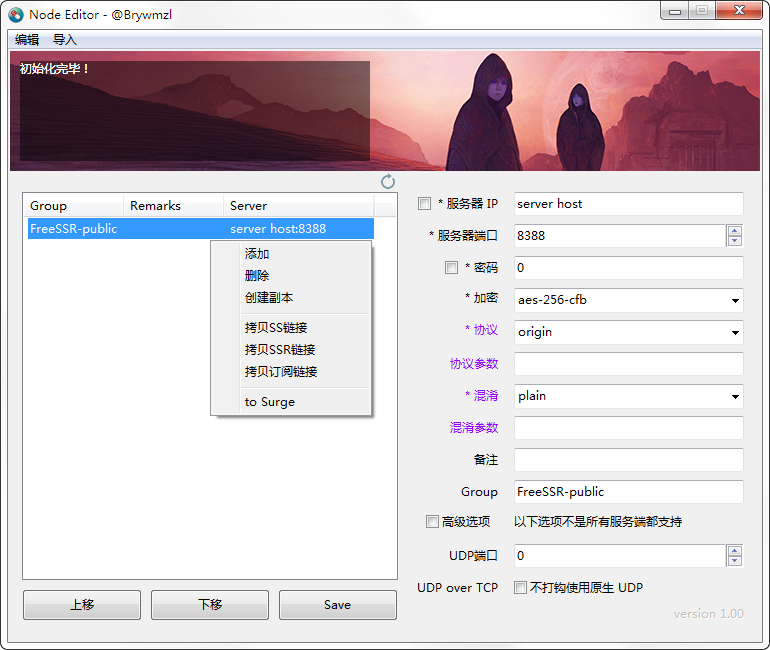 Node Editor - @Brywmzl
编辑 导入
初始化完毕！
Group Remarks Server
FreeSSR-public server host:8388
添加
删除
创建副本
拷贝SS链接
拷贝SSR链接
拷贝订阅链接
to Surge
上移 下移 Save
* 服务器 IP server host
* 服务器端口 8388
* 密码 0
* 加密 aes-256-cfb
* 协议 origin
协议参数
* 混淆 plain
混淆参数
备注
Group FreeSSR-public
高级选项 以下选项不是所有服务端都支持
UDP端口 0
UDP over TCP 不打钩使用原生 UDP
version 1.00